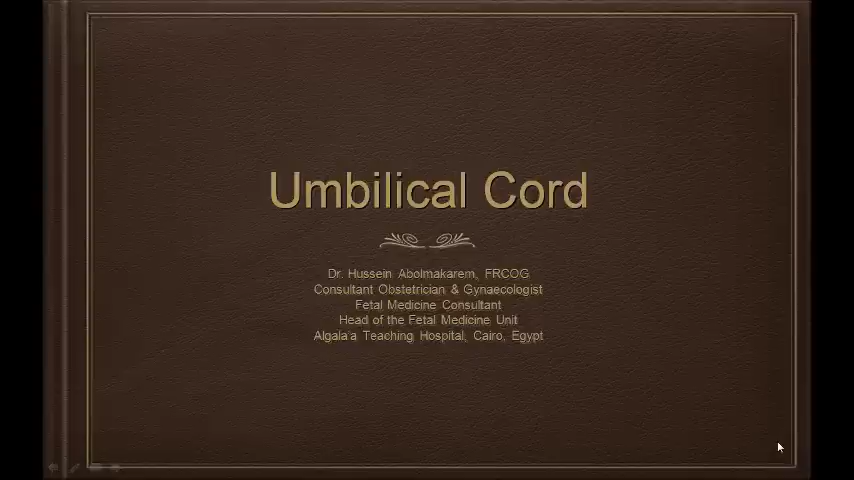 Umbilical Cord
Dr. Hussein Abolmakarem, FRCOG
Consultant Obstetrician & Gynaecologist
Fetal Medicine Consultant
Head of the Fetal Medicine Unit
Algala'a Teaching Hospital, Cairo, Egypt